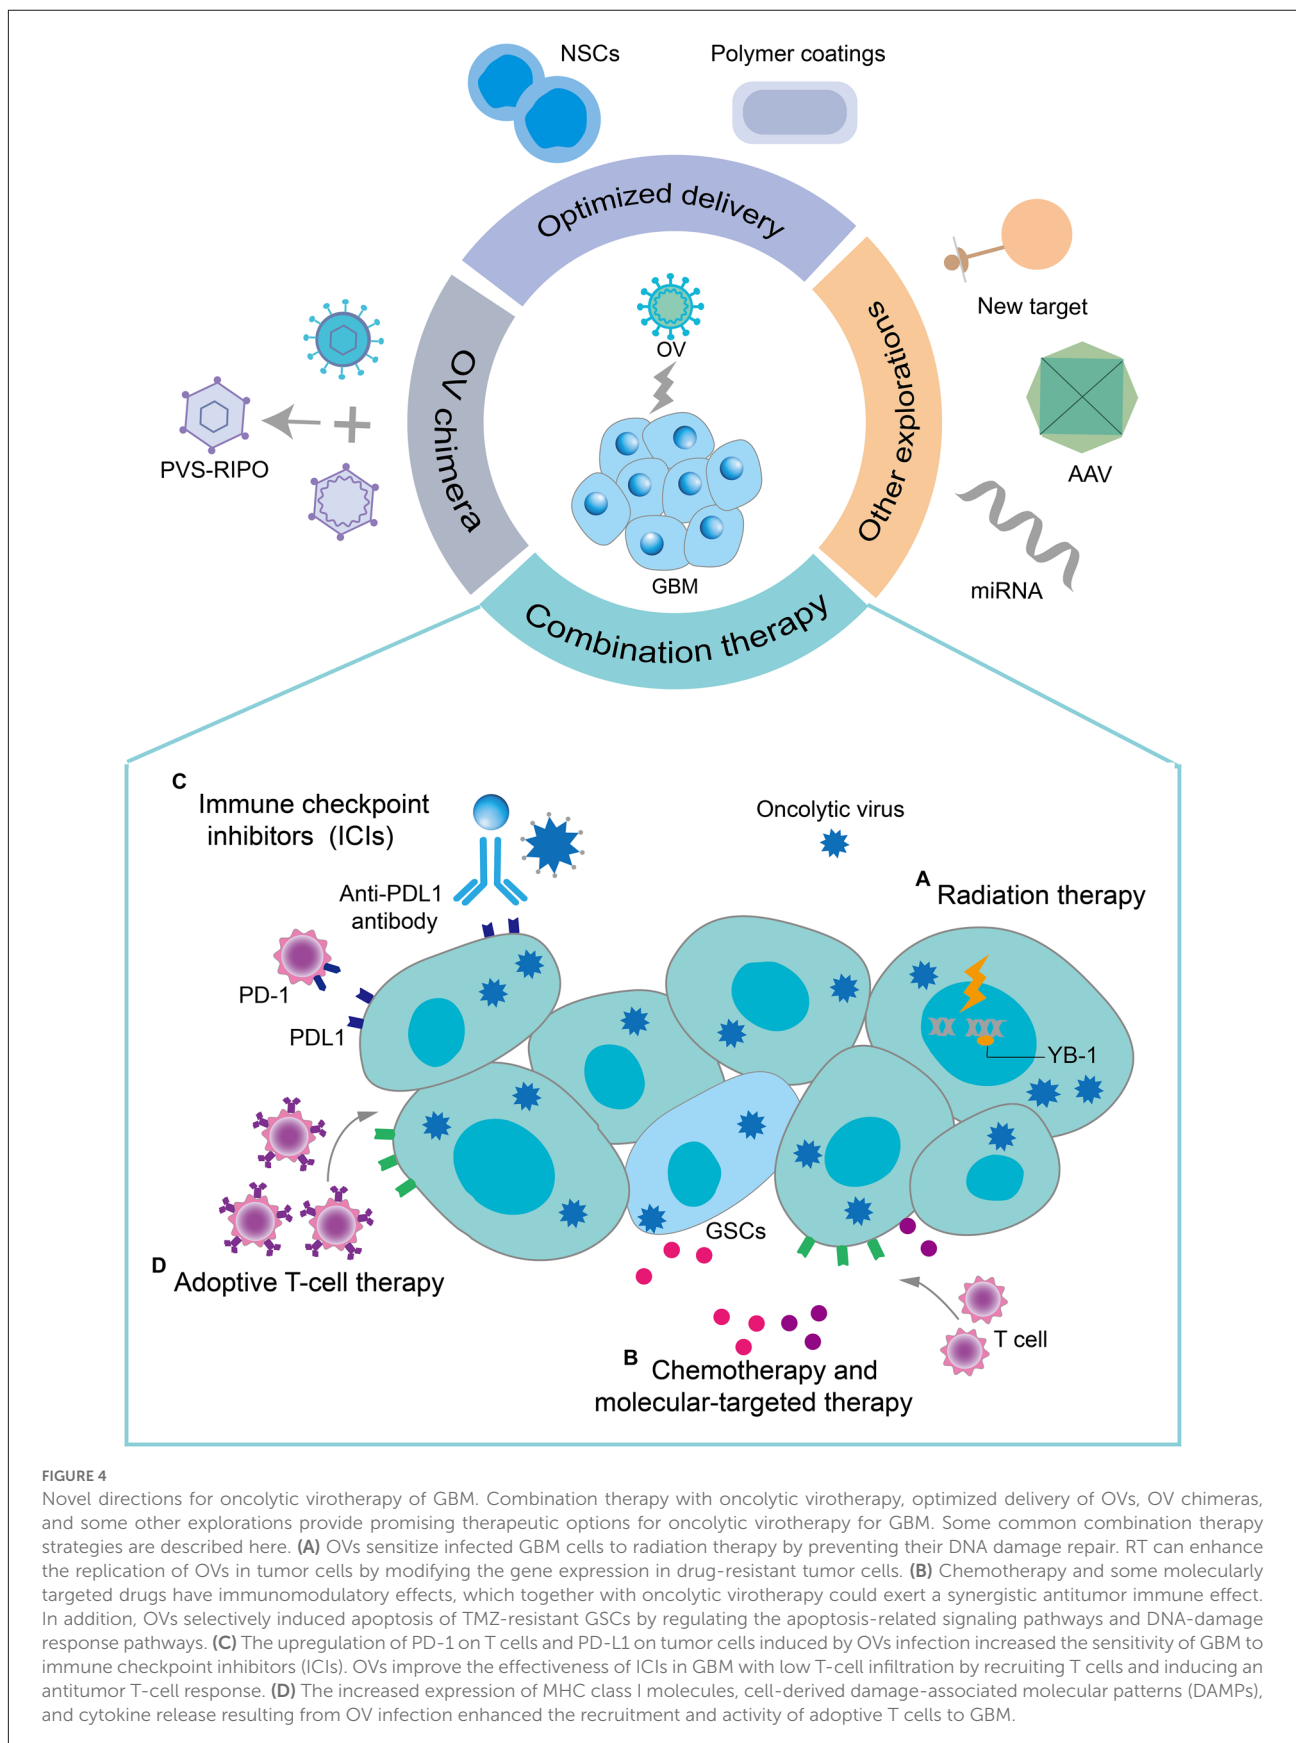 NSCs
Polymer coatings
Optimized delivery
New target
Other explorations
OV
OV chimera
AAV
PVS-RIPO
GBM
miRNA
Combination therapy
C
Immune checkpoint
inhibitors (ICIs)
Oncolytic virus
Anti-PDL1
antibody
A
Radiation therapy
PD-1
PDL1
YB-1
GSCs
D
Adoptive T-cell therapy
T cell
B
Chemotherapy and
molecular-targeted therapy
FIGURE 4
Novel directions for oncolytic virotherapy of GBM. Combination therapy with oncolytic virotherapy, optimized delivery of OVs, OV chimeras,
and some other explorations provide promising therapeutic options for oncolytic virotherapy for GBM. Some common combination therapy
strategies are described here. (A) OVs sensitize infected GBM cells to radiation therapy by preventing their DNA damage repair. RT can enhance
the replication of OVs in tumor cells by modifying the gene expression in drug-resistant tumor cells. (B) Chemotherapy and some molecularly
targeted drugs have immunomodulatory effects, which together with oncolytic virotherapy could exert a synergistic antitumor immune effect.
In addition, OVs selectively induced apoptosis of TMZ-resistant GSCs by regulating the apoptosis-related signaling pathways and DNA-damage
response pathways. (C) The upregulation of PD-1 on T cells and PD-L1 on tumor cells induced by OVs infection increased the sensitivity of GBM to
immune checkpoint inhibitors (ICIs). OVs improve the effectiveness of ICIs in GBM with low T-cell infiltration by recruiting T cells and inducing an
antitumor T-cell response. (D) The increased expression of MHC class I molecules, cell-derived damage-associated molecular patterns (DAMPs),
and cytokine release resulting from OV infection enhanced the recruitment and activity of adoptive T cells to GBM.